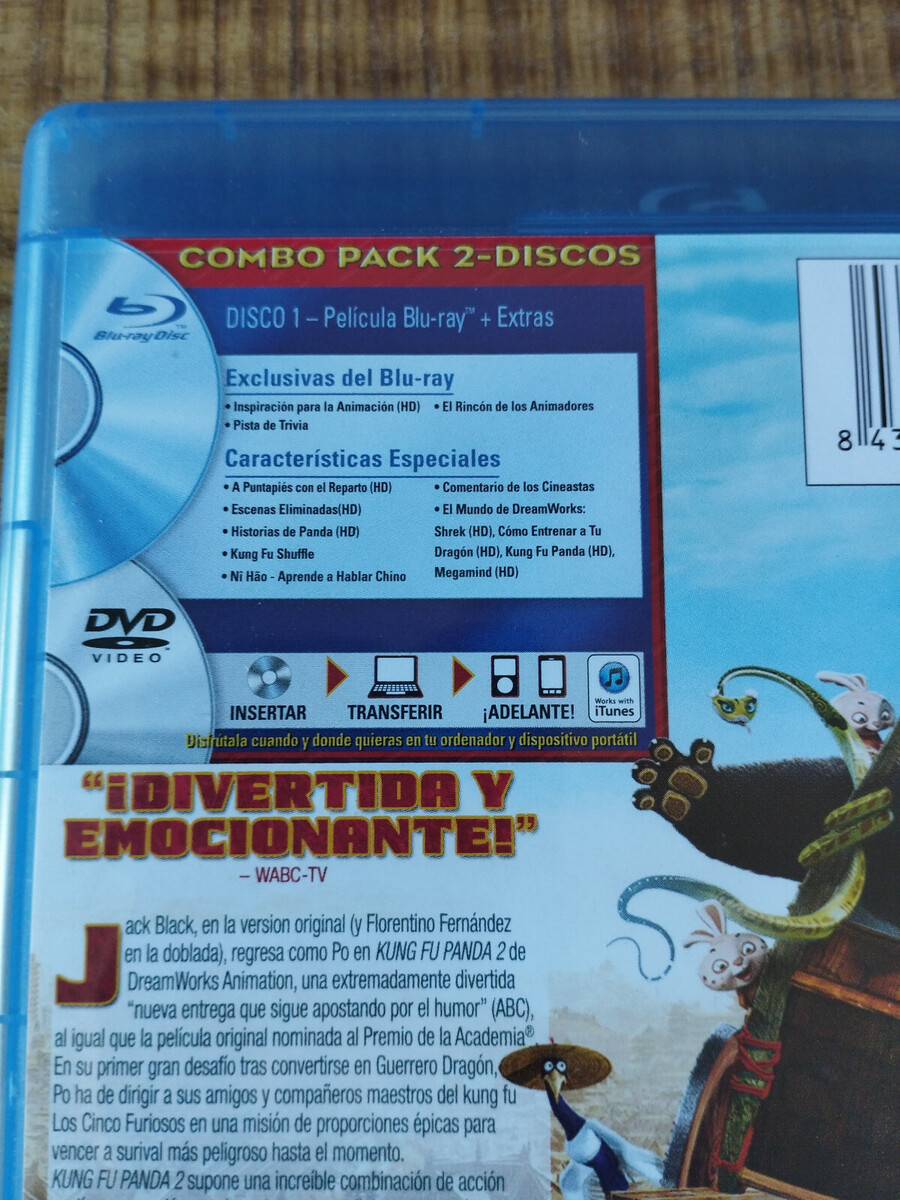 COMBO PACK 2-DISCOS
Blu-ray Disc™
DISCO 1 – Película Blu-ray™ + Extras
Exclusivas del Blu-ray
• Inspiración para la Animación (HD)
• Pista de Trivia
• El Rincón de los Animadores
Características Especiales
• A Puntapiés con el Reparto (HD)
• Escenas Eliminadas(HD)
• Historias de Panda (HD)
• Kung Fu Shuffle
• Nĭ Hăo - Aprende a Hablar Chino
• Comentario de los Cineastas
• El Mundo de DreamWorks:
Shrek (HD), Cómo Entrenar a Tu
Dragón (HD), Kung Fu Panda (HD),
Megamind (HD)
DVD
VIDEO
INSERTAR
TRANSFERIR
¡ADELANTE!
Works with
iTunes
Disfrútala cuando y donde quieras en tu ordenador y dispositivo portátil
8 43
“¡DIVERTIDA Y
EMOCIONANTE!”
– WABC-TV
Jack Black, en la version original (y Florentino Fernández
en la doblada), regresa como Po en KUNG FU PANDA 2 de
DreamWorks Animation, una extremadamente divertida
“nueva entrega que sigue apostando por el humor” (ABC),
al igual que la película original nominada al Premio de la Academia®
En su primer gran desafío tras convertirse en Guerrero Dragón,
Po ha de dirigir a sus amigos y compañeros maestros del kung fu
Los Cinco Furiosos en una misión de proporciones épicas para
vencer a surival más peligroso hasta el momento.
KUNG FU PANDA 2 supone una increíble combinación de acción